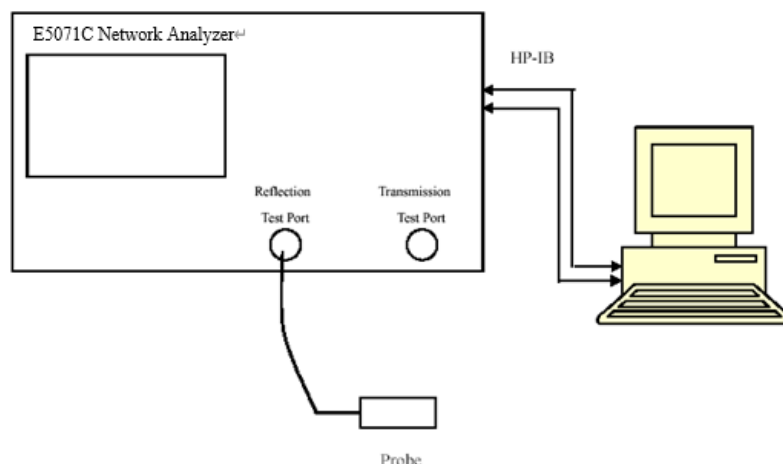 E5071C Network Analyzer↵
HP-IB
Reflection
Test Port
Transmission
Test Port
Probe